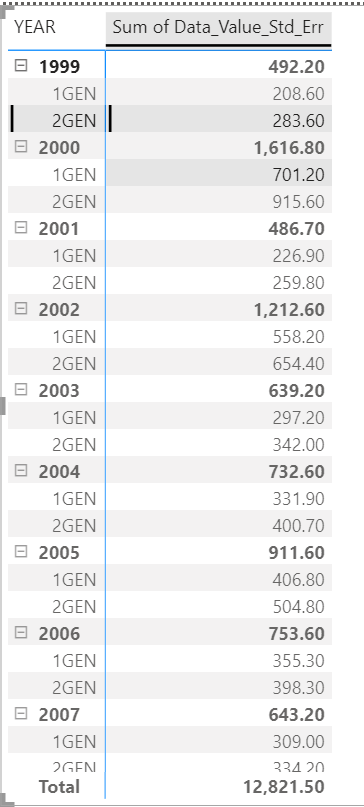 YEAR Sum of Data_Value_Std_Err
1999 492.20
1GEN 208.60
2GEN 283.60
2000 1,616.80
1GEN 701.20
2GEN 915.60
2001 486.70
1GEN 226.90
2GEN 259.80
2002 1,212.60
1GEN 558.20
2GEN 654.40
2003 639.20
1GEN 297.20
2GEN 342.00
2004 732.60
1GEN 331.90
2GEN 400.70
2005 911.60
1GEN 406.80
2GEN 504.80
2006 753.60
1GEN 355.30
2GEN 398.30
2007 643.20
1GEN 309.00
2GEN 334.20
Total 12,821.50